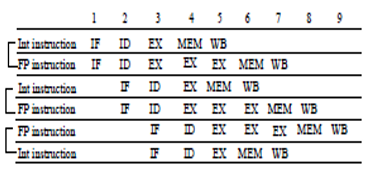 1 2 3 4 5 6 7 8 9
Int instruction IF ID EX MEM WB
FP instruction IF ID EX EX EX MEM WB
Int instruction IF ID EX MEM WB
FP instruction IF ID EX EX EX MEM WB
FP instruction IF ID EX EX EX MEM WB
Int instruction IF ID EX MEM WB